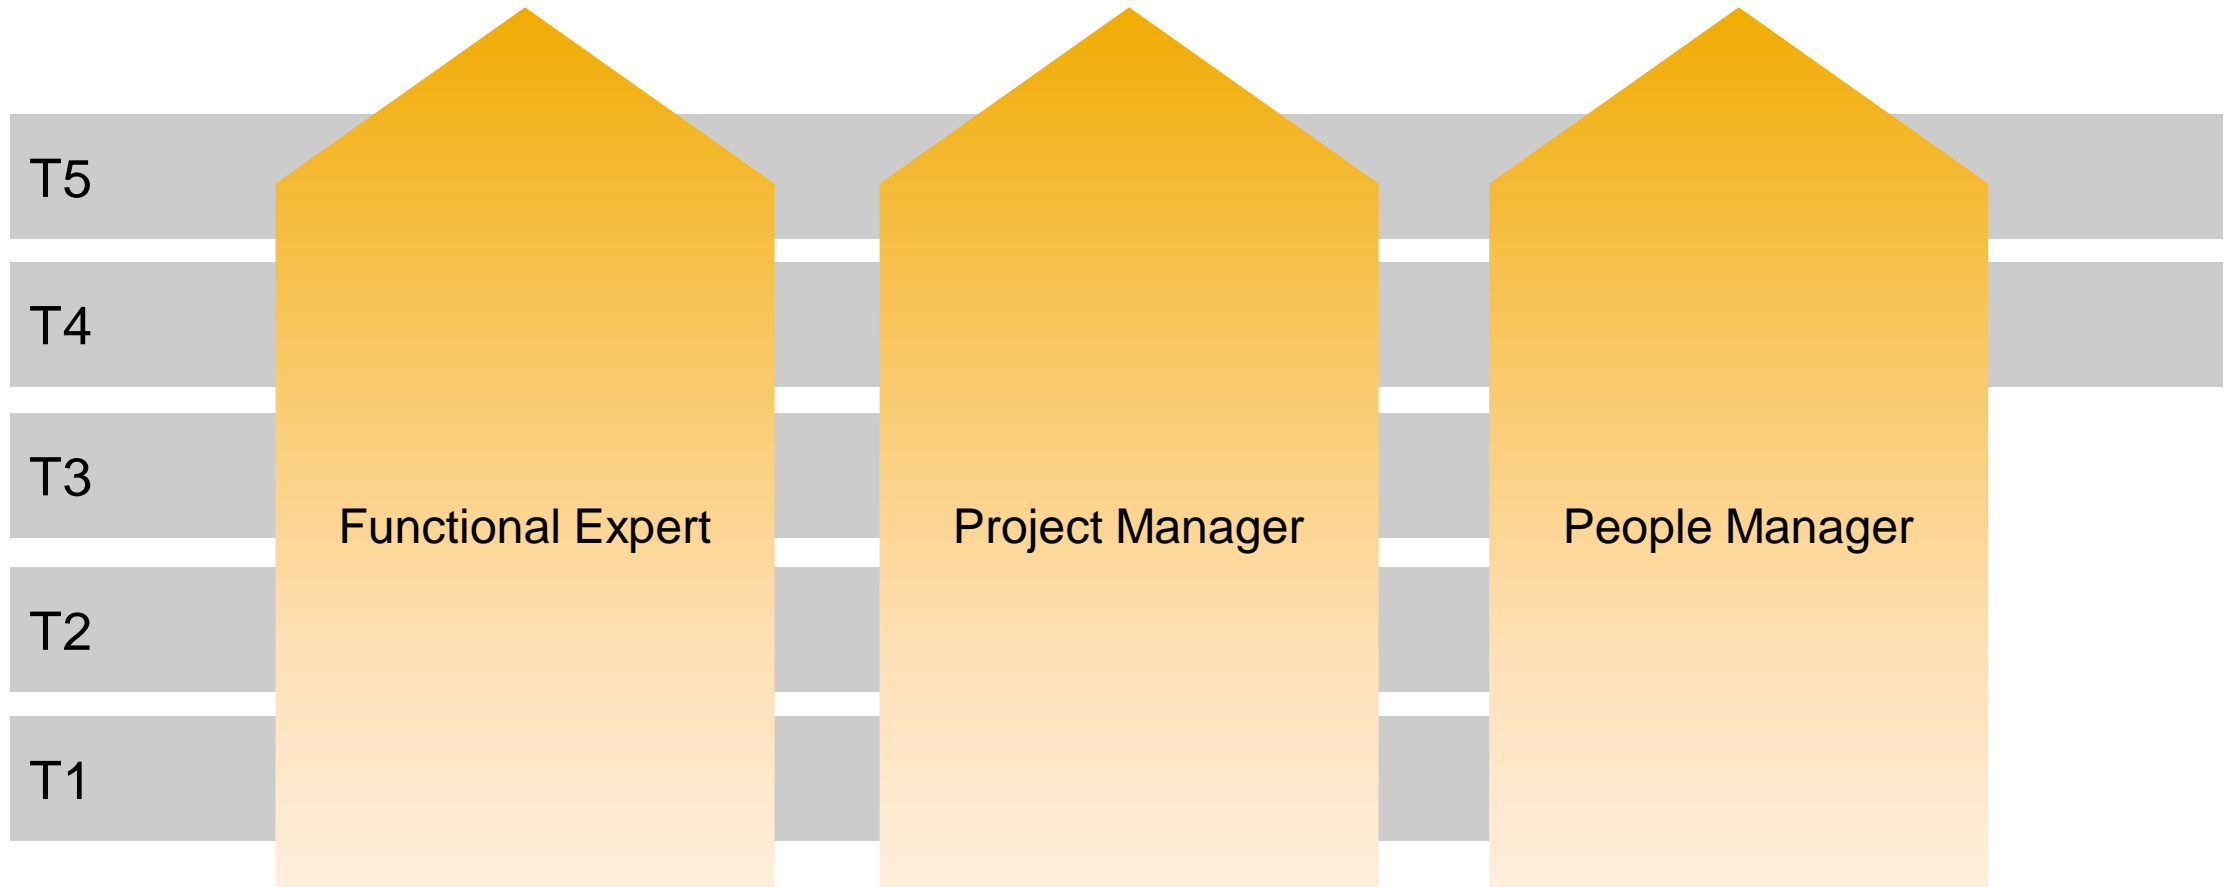 T5
T4
T3
Functional Expert
Project Manager
People Manager
T2
T1